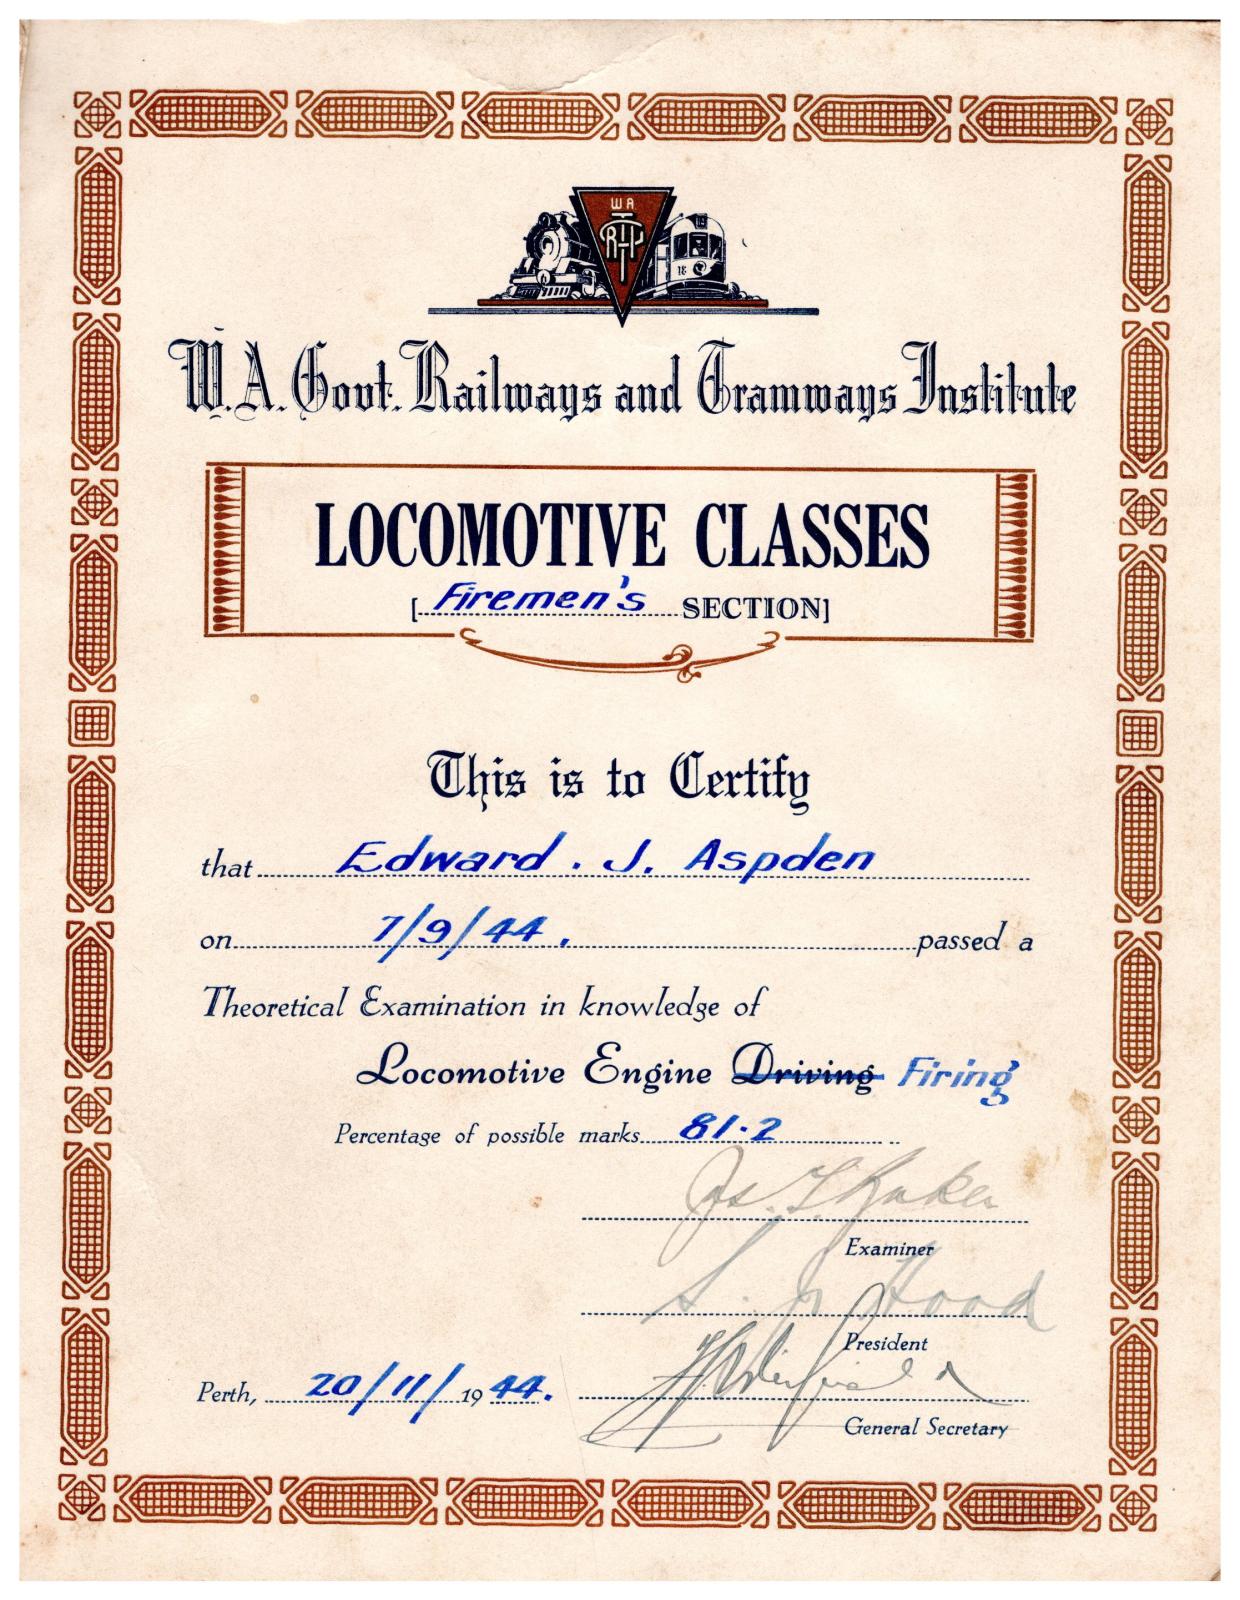 W A
W.A. Govt. Railways and Tramways Institute
LOCOMOTIVE CLASSES
[ Firemen's SECTION]
This is to Certify
that Edward . J. Aspden
on 7/9/44. passed a
Theoretical Examination in knowledge of
Locomotive Engine Driving Firing
Percentage of possible marks 81.2
Examiner
Hood
President
Perth, 20/11/1944.
General Secretary